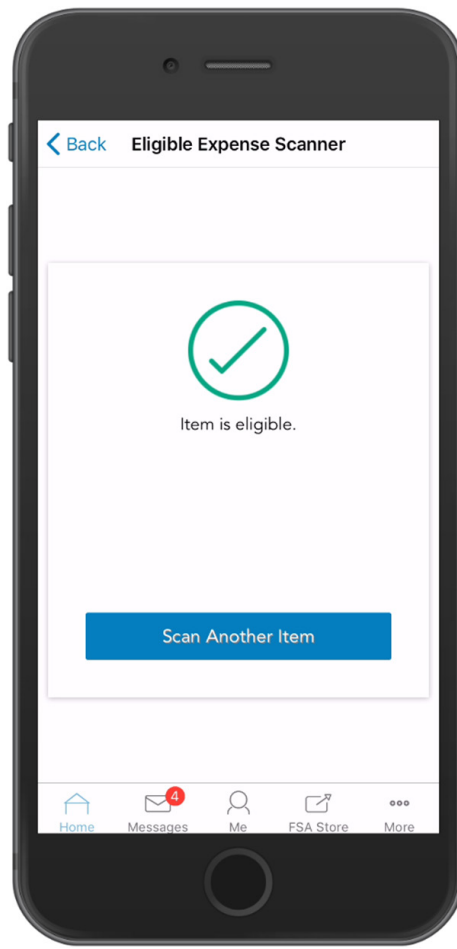 Back Eligible Expense Scanner
Item is eligible.
Scan Another Item
4
Home Messages Me FSA Store More